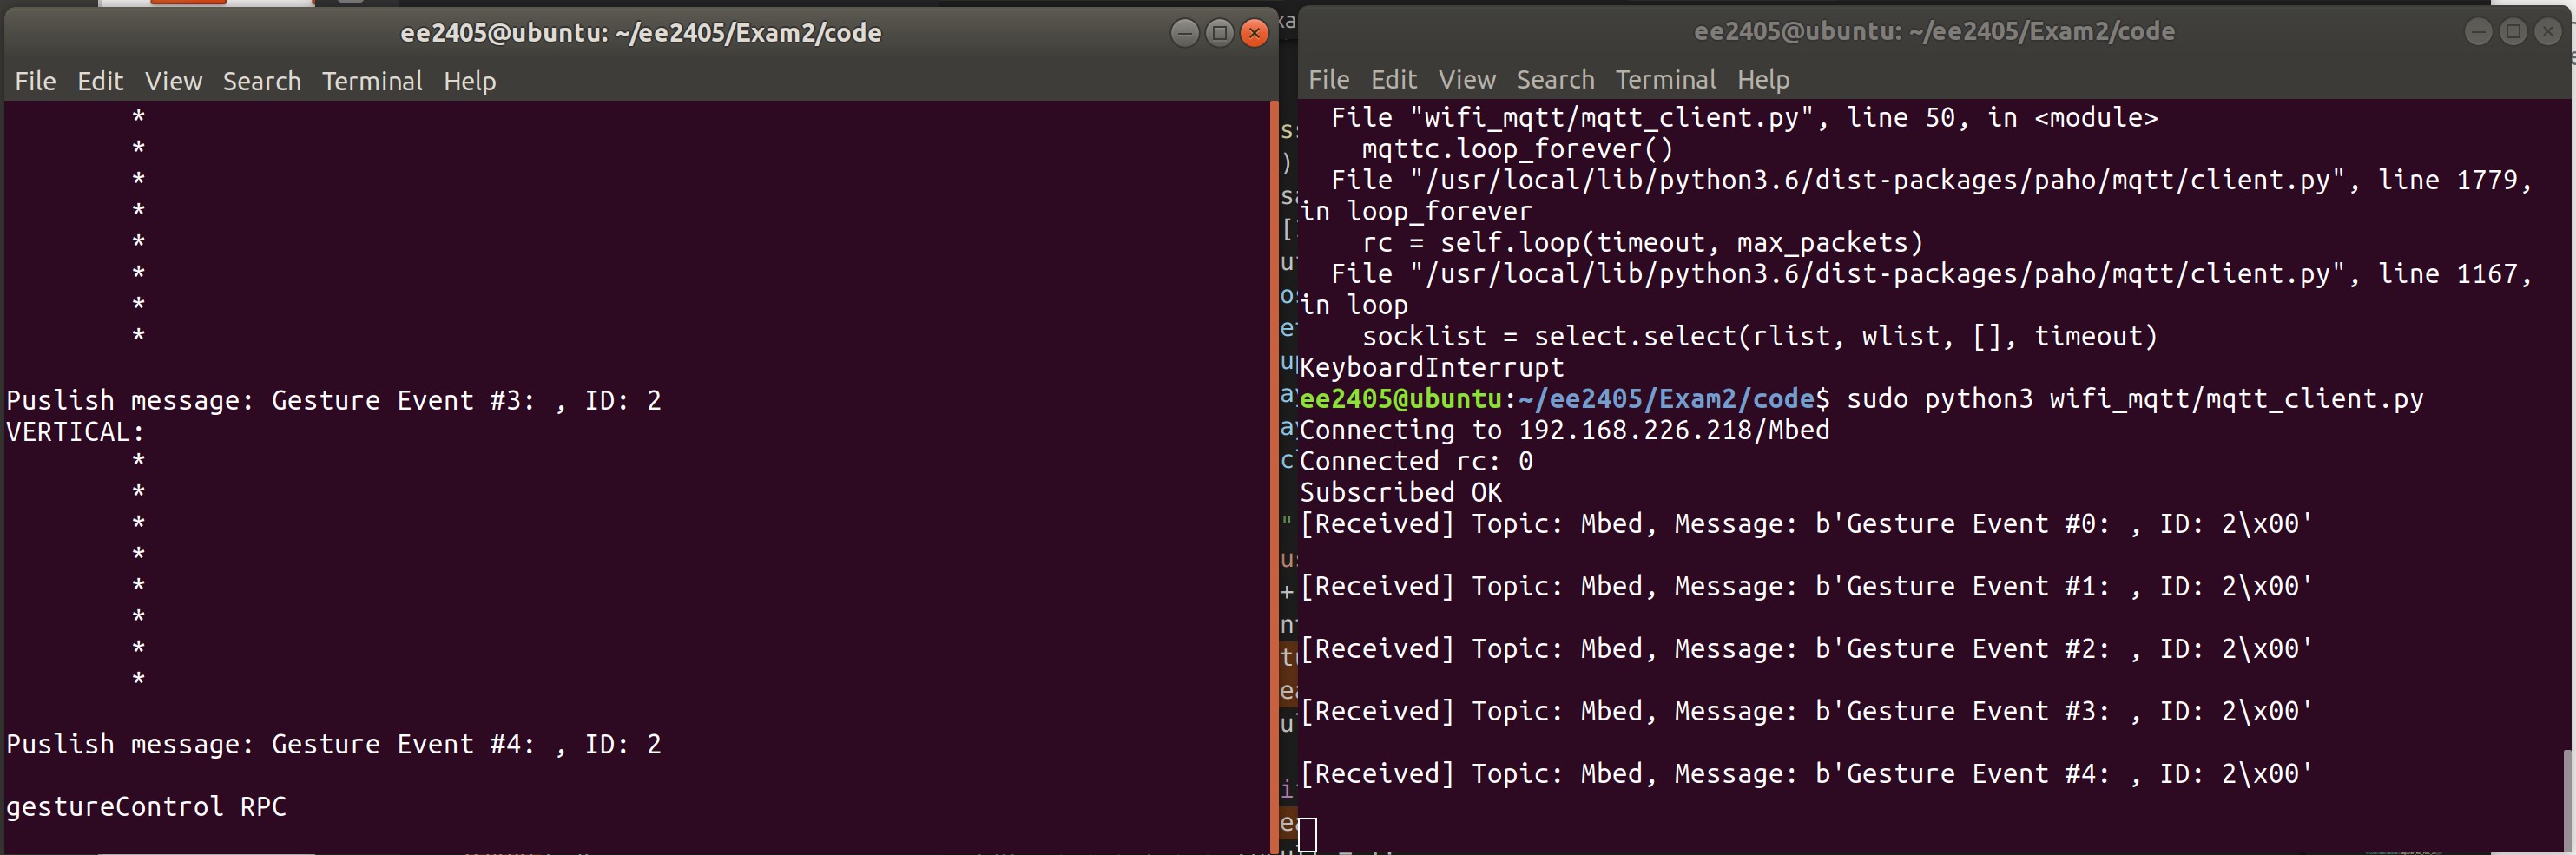 ee2405@ubuntu: ~/ee2405/Exam2/code
File Edit View Search Terminal Help
*
*
*
*
*
*
*
*
Puslish message: Gesture Event #3: , ID: 2
VERTICAL:
*
*
*
*
*
*
*
*
Puslish message: Gesture Event #4: , ID: 2
gestureControl RPC
ee2405@ubuntu: ~/ee2405/Exam2/code
File Edit View Search Terminal Help
File "wifi_mqtt/mqtt_client.py", line 50, in <module>
mqttc.loop_forever()
File "/usr/local/lib/python3.6/dist-packages/paho/mqtt/client.py", line 1779,
in loop_forever
rc = self.loop(timeout, max_packets)
File "/usr/local/lib/python3.6/dist-packages/paho/mqtt/client.py", line 1167,
in loop
socklist = select.select(rlist, wlist, [], timeout)
KeyboardInterrupt
ee2405@ubuntu:~/ee2405/Exam2/code$ sudo python3 wifi_mqtt/mqtt_client.py
Connecting to 192.168.226.218/Mbed
Connected rc: 0
Subscribed OK
[Received] Topic: Mbed, Message: b'Gesture Event #0: , ID: 2\x00'
[Received] Topic: Mbed, Message: b'Gesture Event #1: , ID: 2\x00'
[Received] Topic: Mbed, Message: b'Gesture Event #2: , ID: 2\x00'
[Received] Topic: Mbed, Message: b'Gesture Event #3: , ID: 2\x00'
[Received] Topic: Mbed, Message: b'Gesture Event #4: , ID: 2\x00'